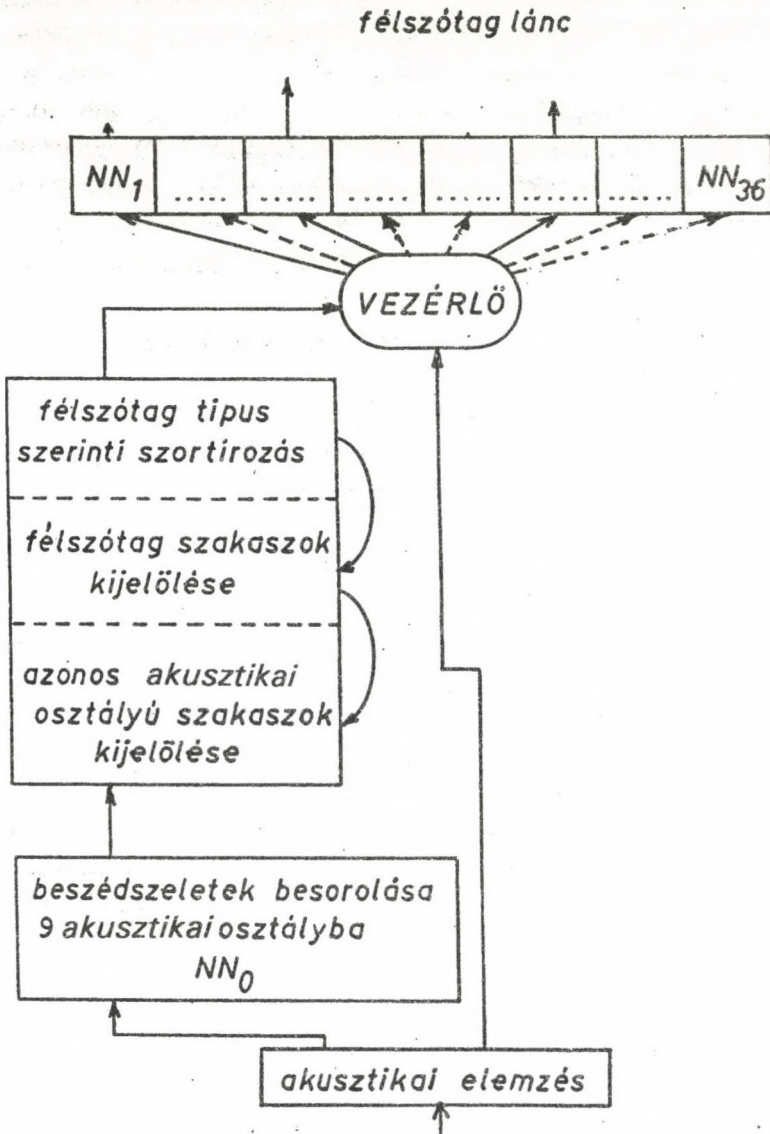 félszótag lánc
NN1 ...... ...... ...... ...... ...... ...... NN36
VEZÉRLŐ
félszótag tipus
szerinti szortírozás
félszótag szakaszok
kijelölése
azonos akusztikai
osztályú szakaszok
kijelölése
beszédszeletek besorolása
9 akusztikai osztályba
NN0
akusztikai elemzés